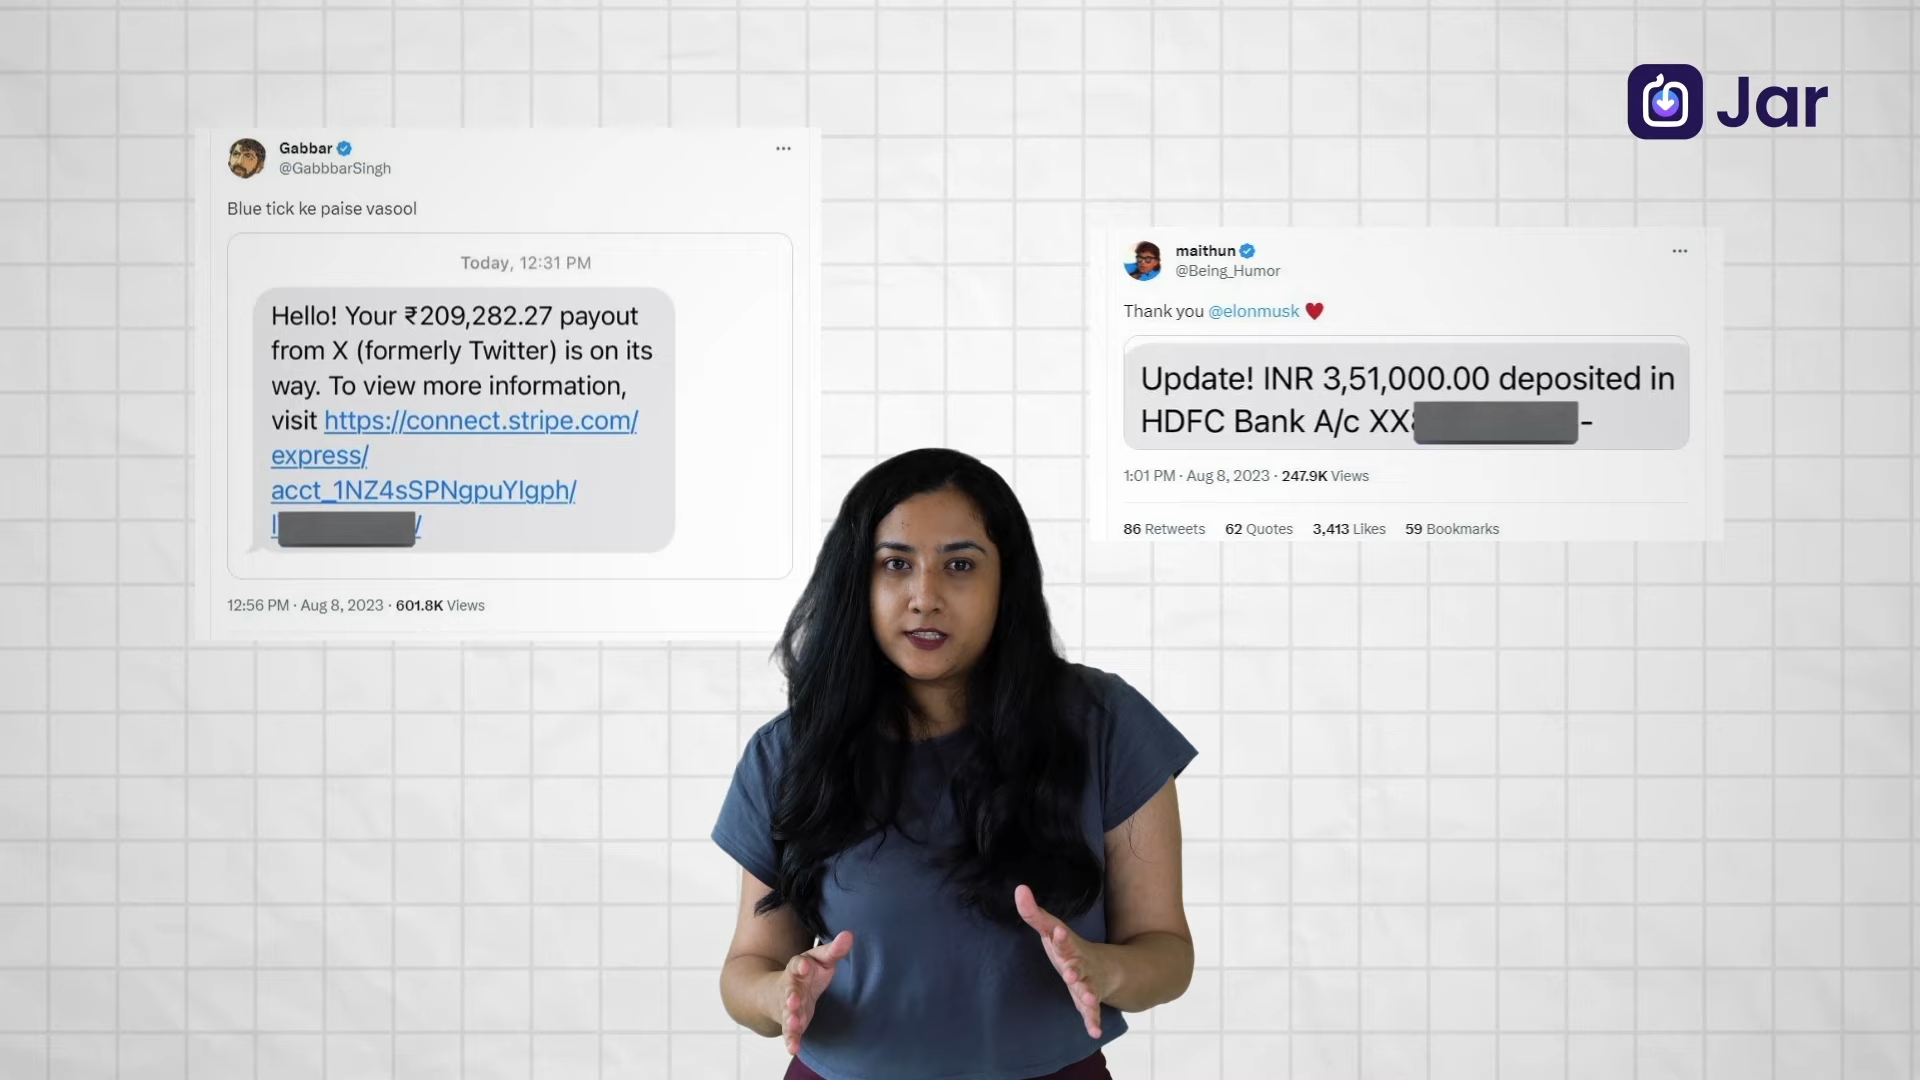 Jar
Gabbar
@GabbbarSingh
Blue tick ke paise vasool
Today, 12:31 PM
Hello! Your ₹209,282.27 payout
from X (formerly Twitter) is on its
way. To view more information,
visit https://connect.stripe.com/
express/
acct_1NZ4sSPNgpuYIgph/
/
12:56 PM · Aug 8, 2023 · 601.8K Views
maithun
@Being_Humor
Thank you @elonmusk ♥
Update! INR 3,51,000.00 deposited in
HDFC Bank A/c XX -
1:01 PM · Aug 8, 2023 · 247.9K Views
86 Retweets 62 Quotes 3,413 Likes 59 Bookmarks